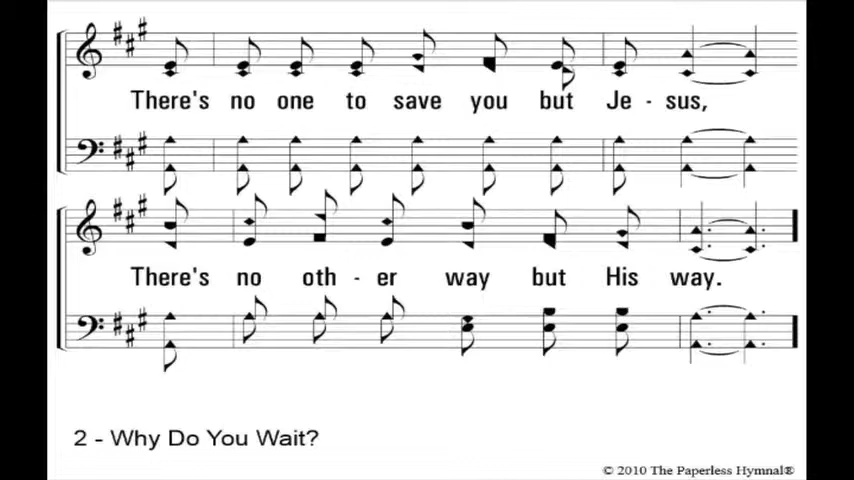 There's no one to save you but Je - sus,
There's no oth - er way but His way.
2 - Why Do You Wait?
© 2010 The Paperless Hymnal®